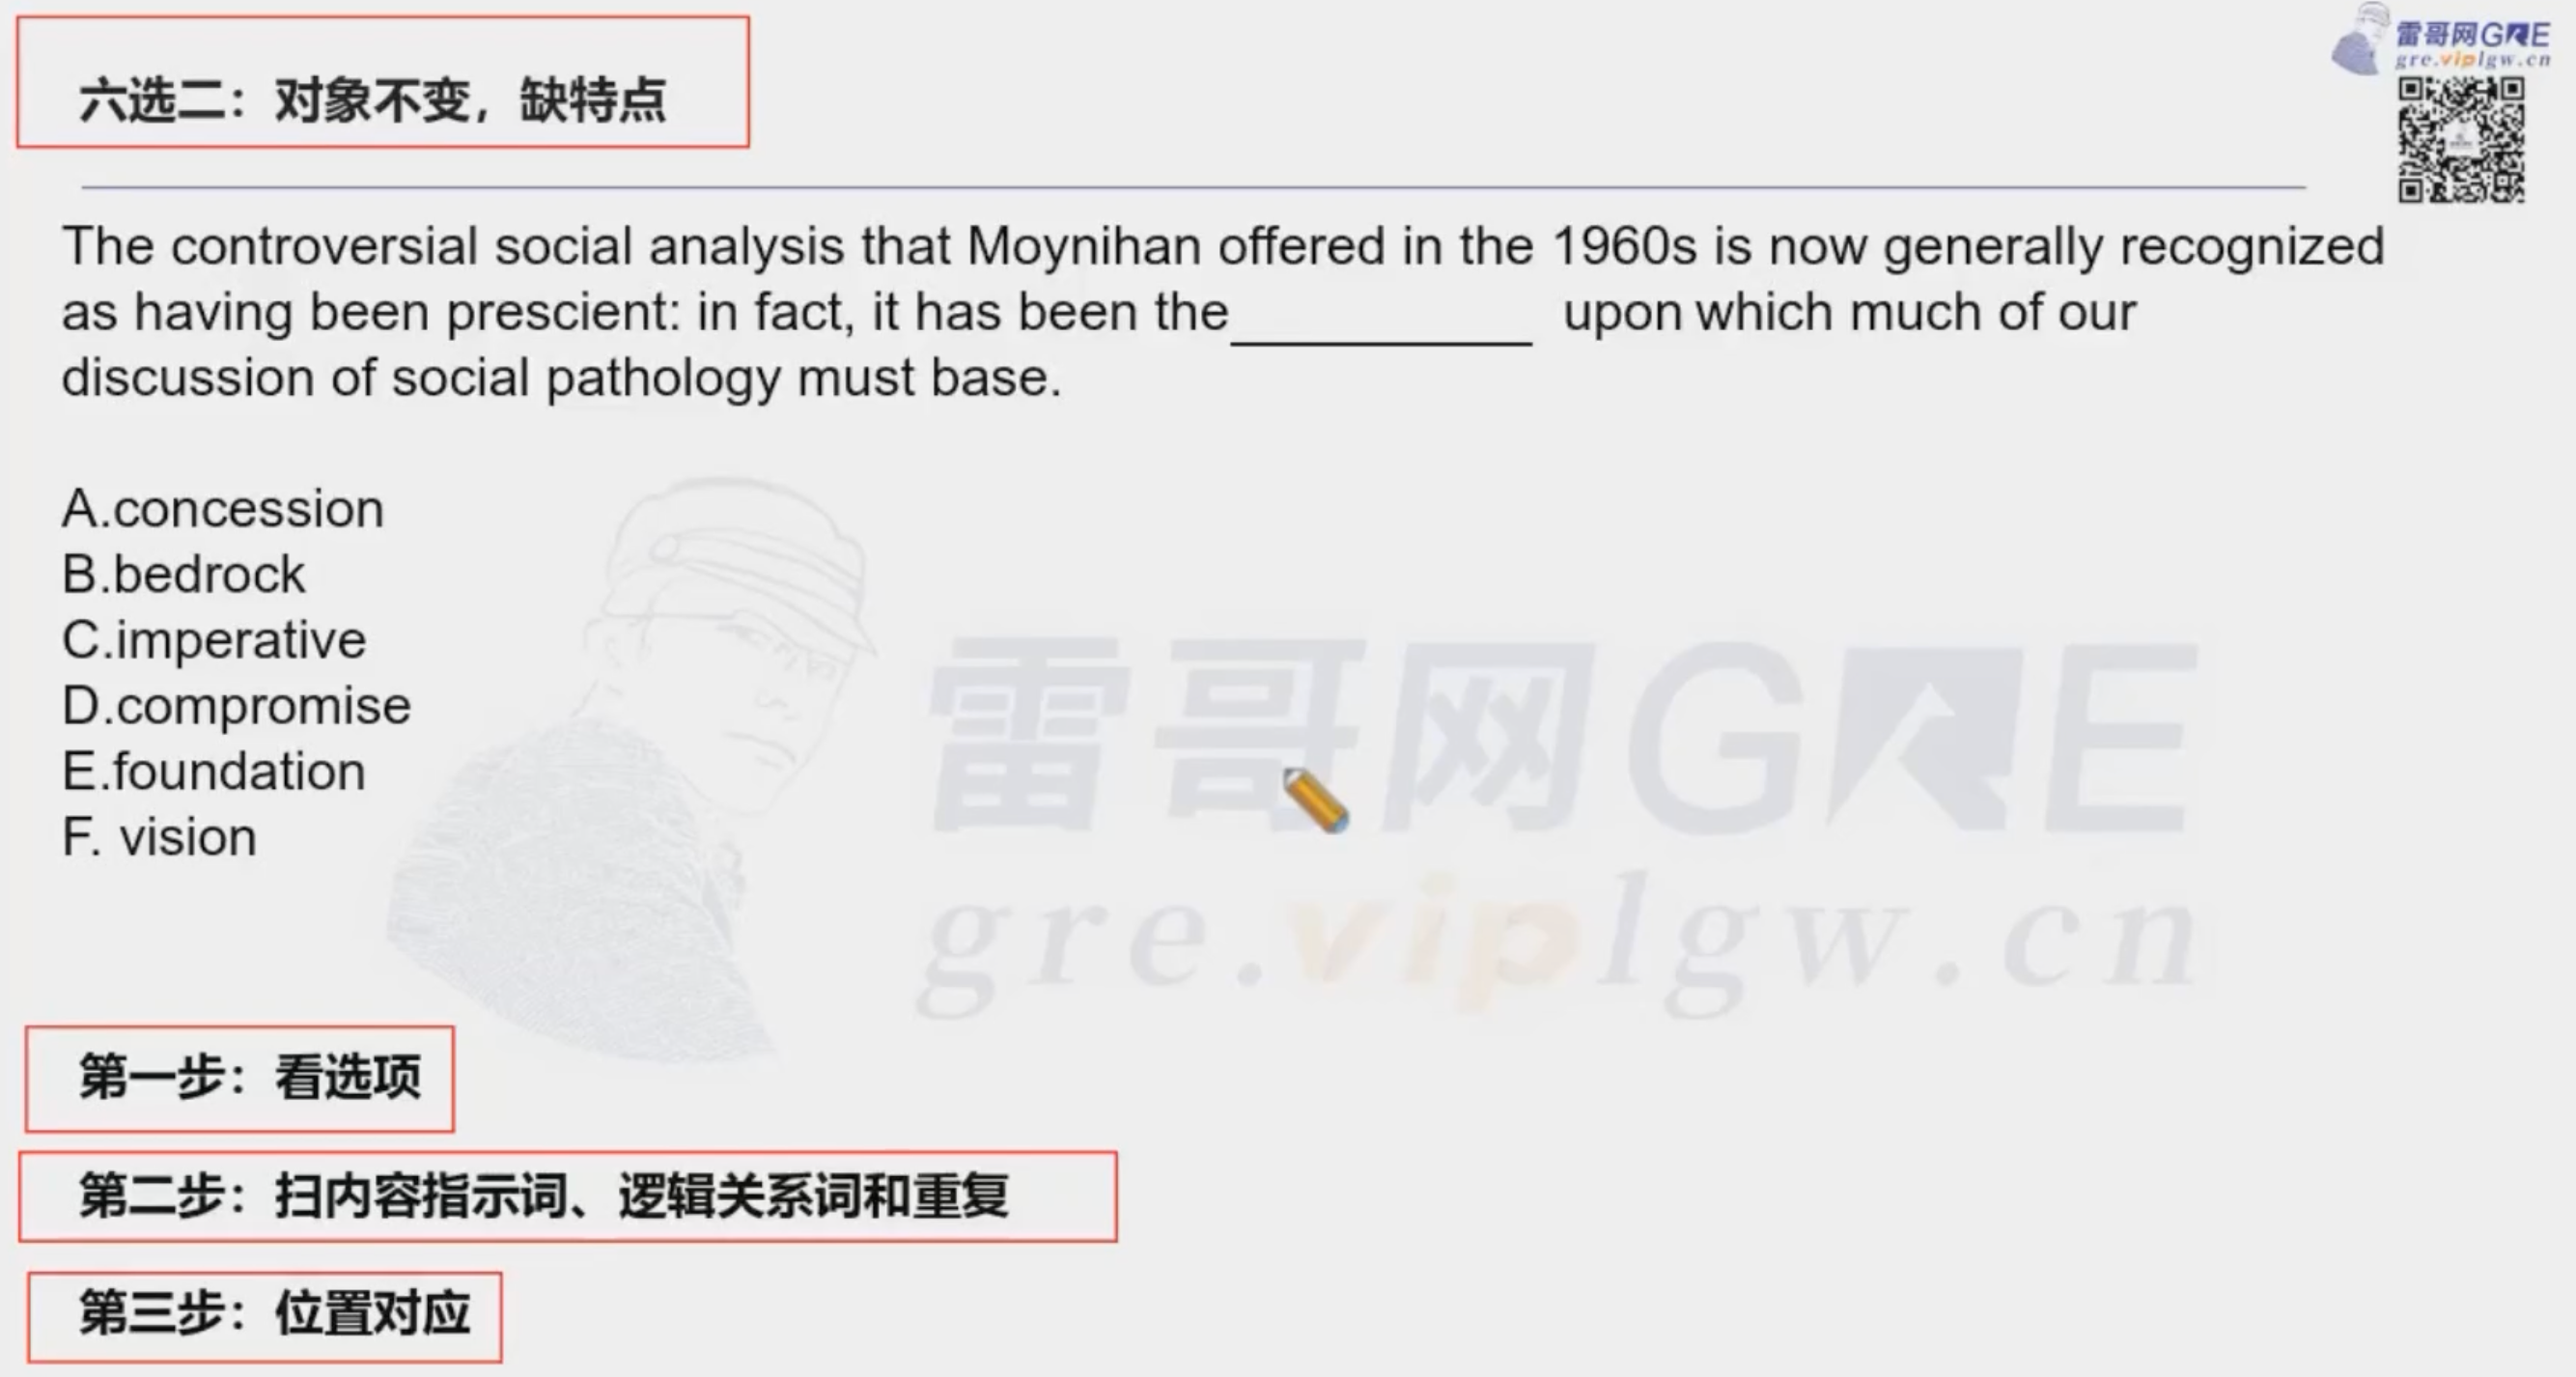 六选二：对象不变，缺特点
雷哥网GRE
gre.viplgw.cn
The controversial social analysis that Moynihan offered in the 1960s is now generally recognized
as having been prescient: in fact, it has been the__________ upon which much of our
discussion of social pathology must base.
A.concession
B.bedrock
C.imperative
D.compromise
E.foundation
F. vision
雷哥网GRE
gre.viplgw.cn
第一步：看选项
第二步：扫内容指示词、逻辑关系词和重复
第三步：位置对应